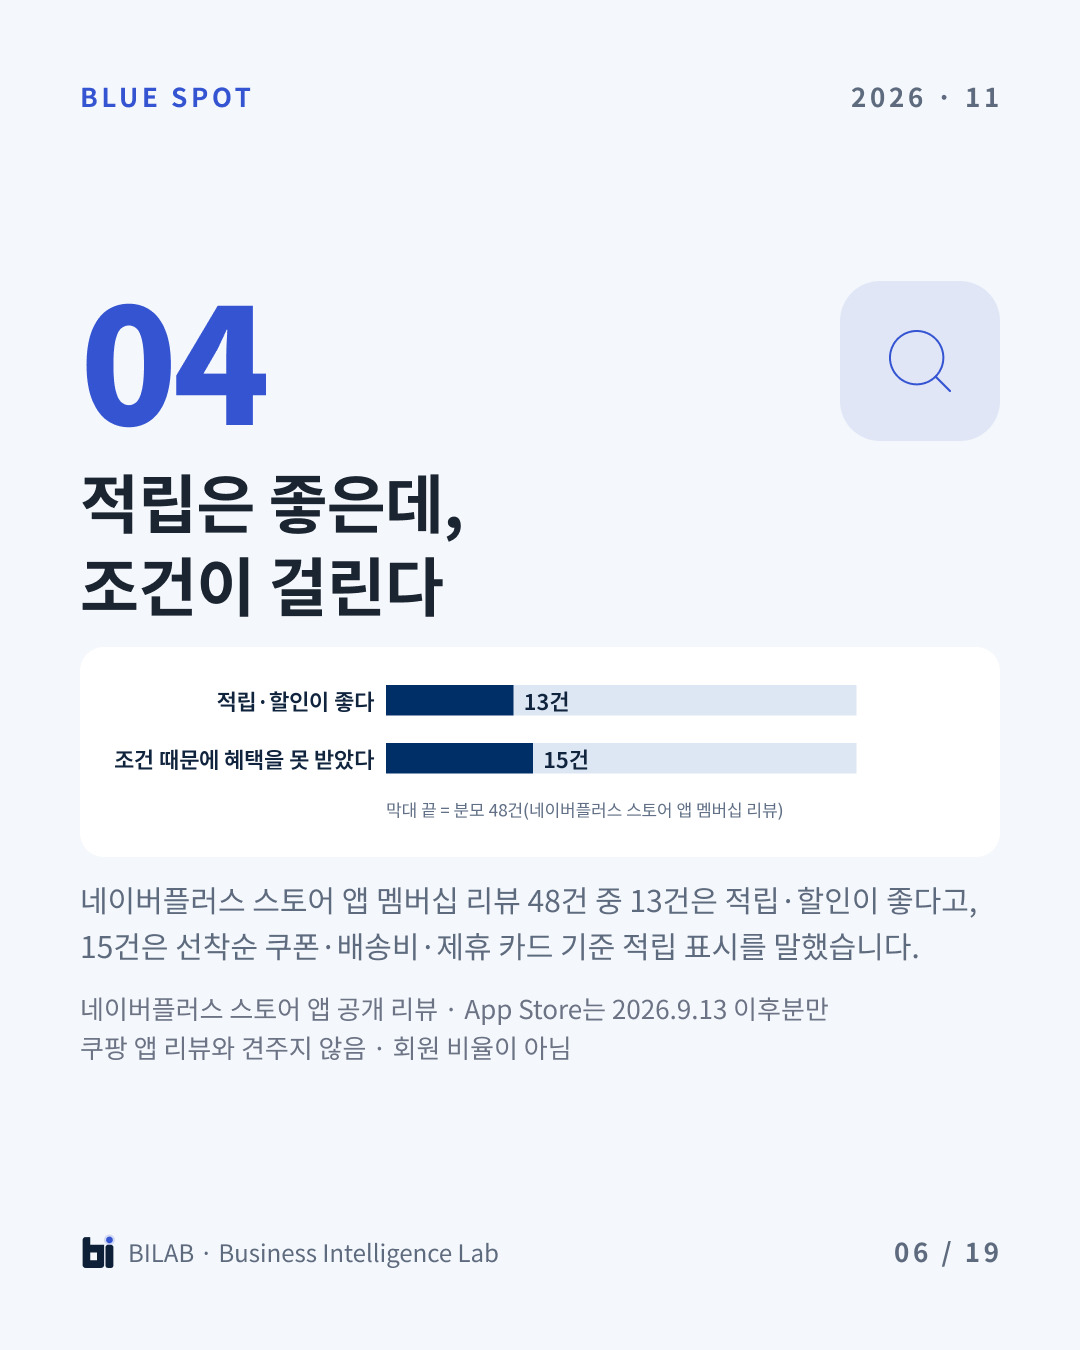 BLUE SPOT
2026 · 11
04
적립은 좋은데,
조건이 걸린다
적립·할인이 좋다 13건
조건 때문에 혜택을 못 받았다 15건
막대 끝 = 분모 48건(네이버플러스 스토어 앱 멤버십 리뷰)
네이버플러스 스토어 앱 멤버십 리뷰 48건 중 13건은 적립·할인이 좋다고,
15건은 선착순 쿠폰·배송비·제휴 카드 기준 적립 표시를 말했습니다.
네이버플러스 스토어 앱 공개 리뷰 · App Store는 2026.9.13 이후분만
쿠팡 앱 리뷰와 견주지 않음 · 회원 비율이 아님
bi BILAB · Business Intelligence Lab
06 / 19